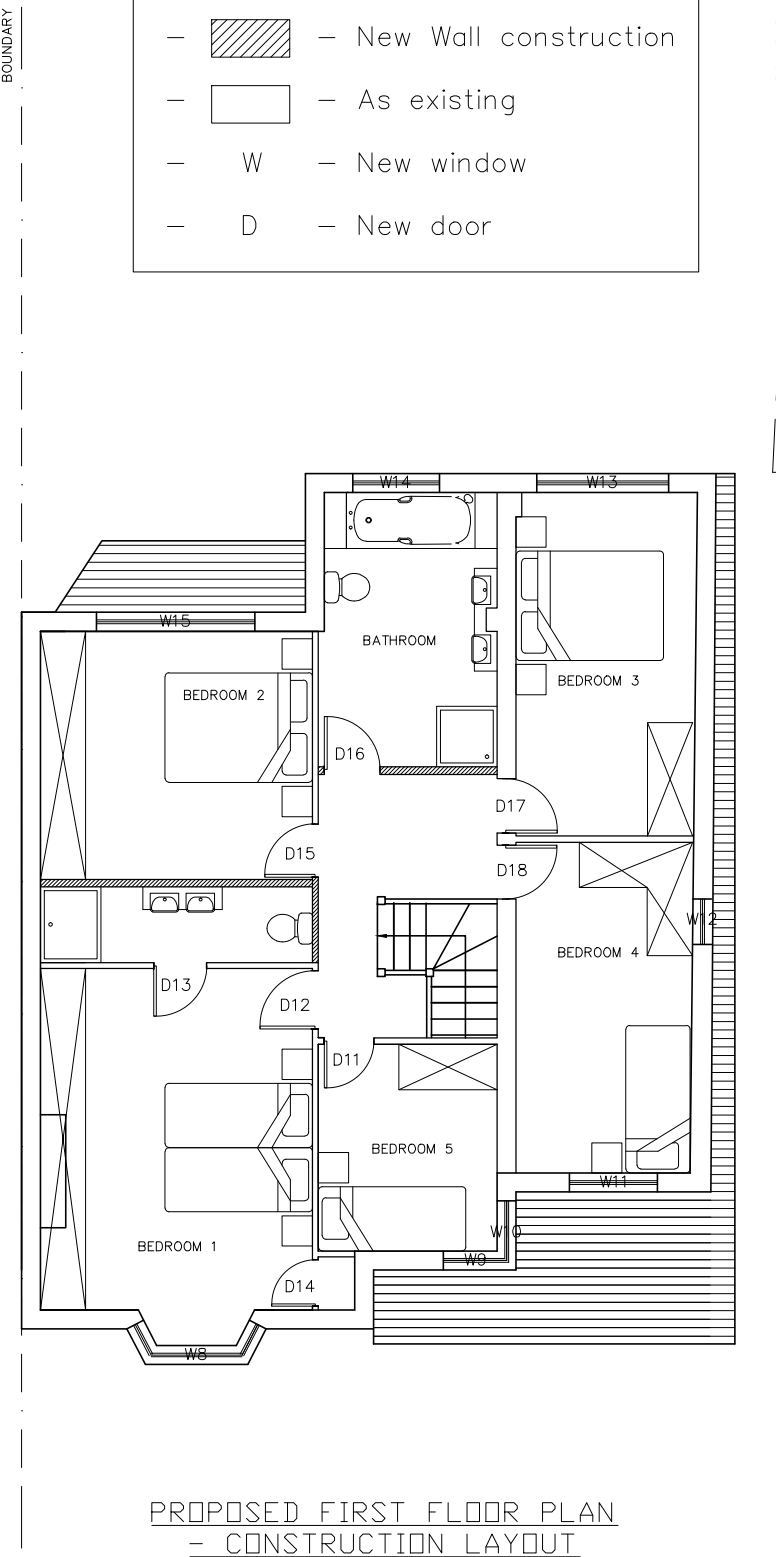 BOUNDARY
- - New Wall construction
- - As existing
- W - New window
- D - New door
W14
W13
W15
BATHROOM
BEDROOM 3
BEDROOM 2
D16
D17
D15
D18
W12
BEDROOM 4
D13
D12
D11
BEDROOM 5
W11
W10
BEDROOM 1
W9
D14
W8
PROPOSED FIRST FLOOR PLAN
- CONSTRUCTION LAYOUT